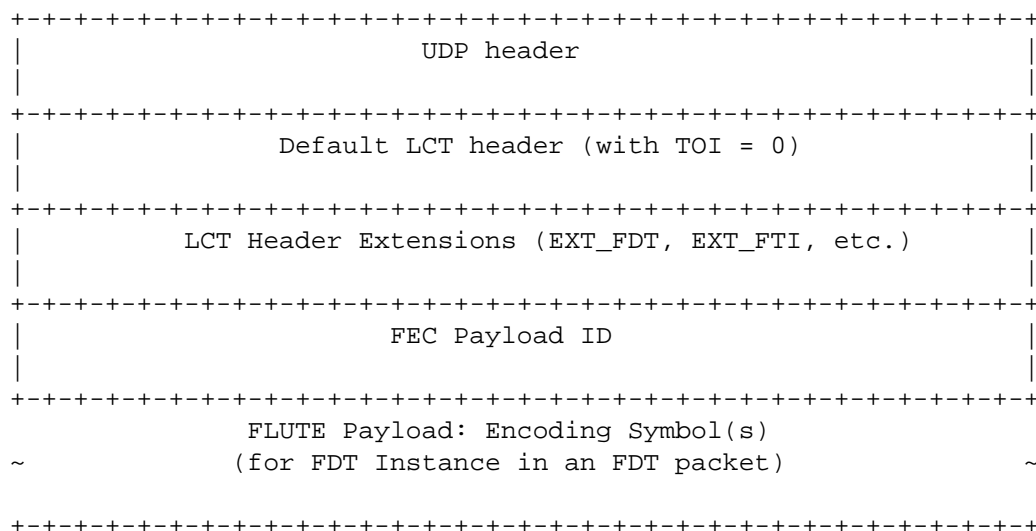 +-+-+-+-+-+-+-+-+-+-+-+-+-+-+-+-+-+-+-+-+-+-+-+-+-+-+-+-+-+-+-+-+
| UDP header |
| |
+-+-+-+-+-+-+-+-+-+-+-+-+-+-+-+-+-+-+-+-+-+-+-+-+-+-+-+-+-+-+-+-+
| Default LCT header (with TOI = 0) |
| |
+-+-+-+-+-+-+-+-+-+-+-+-+-+-+-+-+-+-+-+-+-+-+-+-+-+-+-+-+-+-+-+-+
| LCT Header Extensions (EXT_FDT, EXT_FTI, etc.) |
| |
+-+-+-+-+-+-+-+-+-+-+-+-+-+-+-+-+-+-+-+-+-+-+-+-+-+-+-+-+-+-+-+-+
| FEC Payload ID |
| |
+-+-+-+-+-+-+-+-+-+-+-+-+-+-+-+-+-+-+-+-+-+-+-+-+-+-+-+-+-+-+-+-+
FLUTE Payload: Encoding Symbol(s)
~ (for FDT Instance in an FDT packet) ~
+-+-+-+-+-+-+-+-+-+-+-+-+-+-+-+-+-+-+-+-+-+-+-+-+-+-+-+-+-+-+-+-+